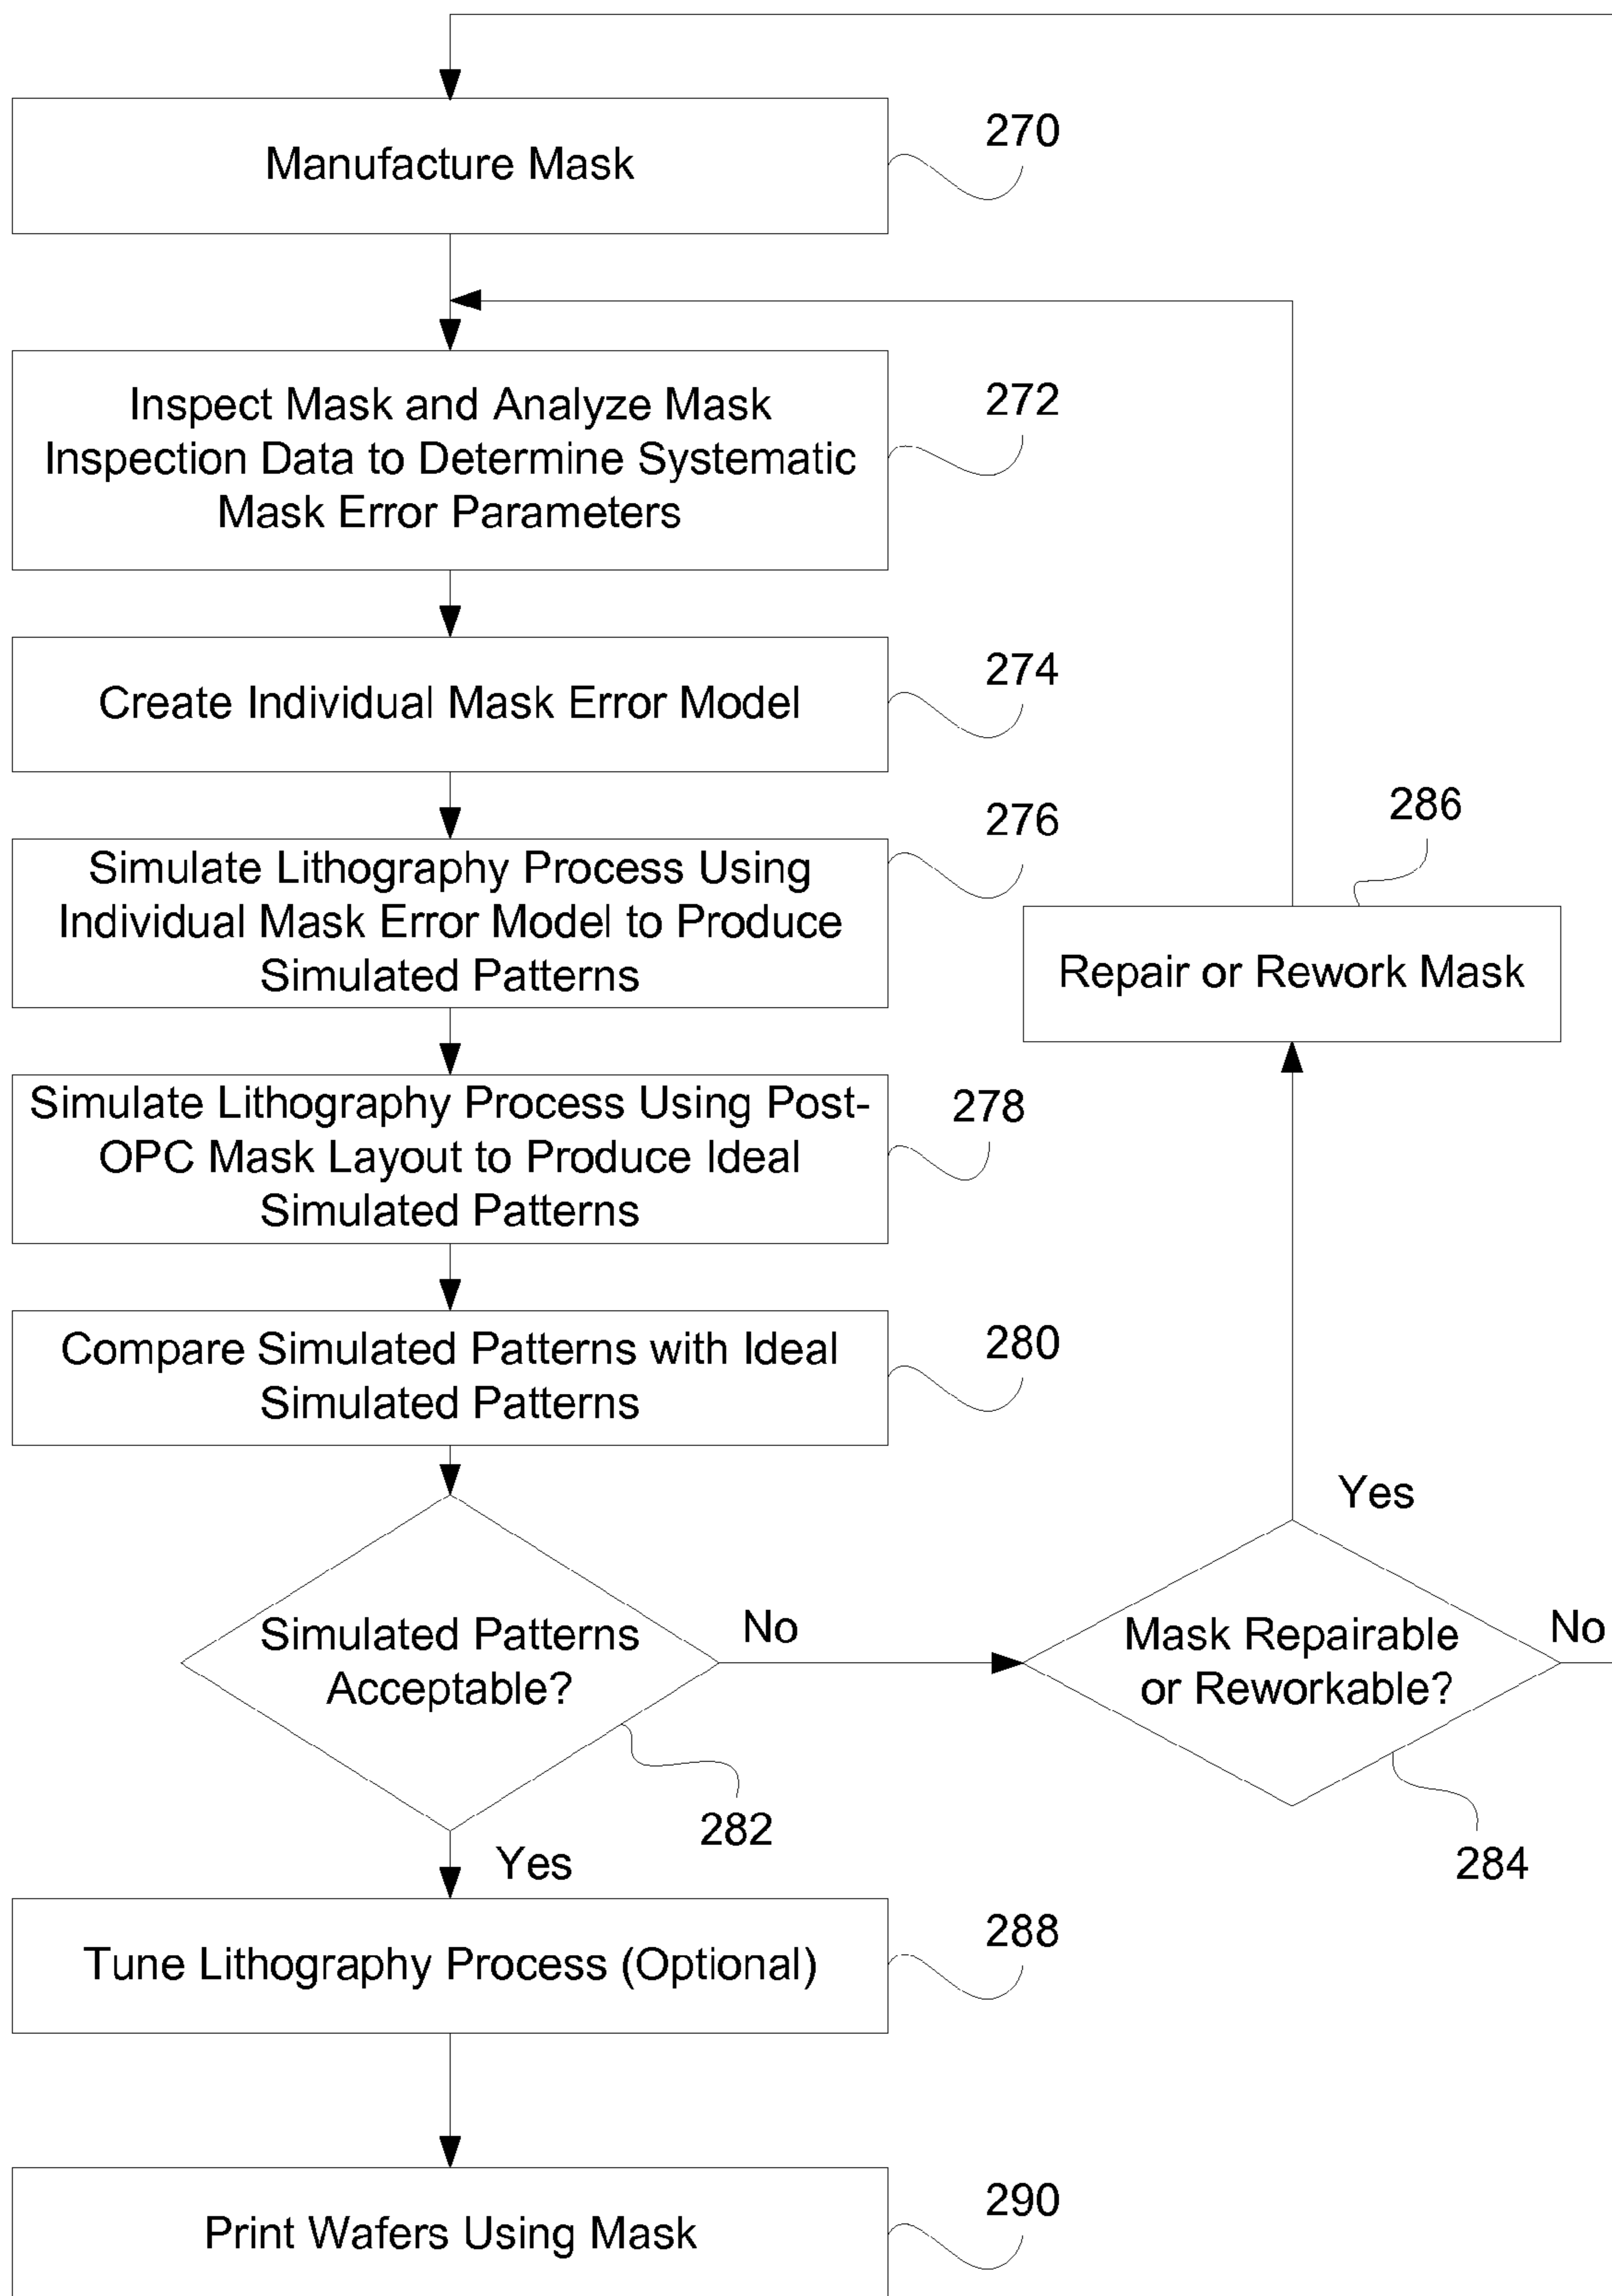 Manufacture Mask
270
Inspect Mask and Analyze Mask
Inspection Data to Determine Systematic
Mask Error Parameters
272
Create Individual Mask Error Model
274
Simulate Lithography Process Using
Individual Mask Error Model to Produce
Simulated Patterns
276
286
Repair or Rework Mask
Simulate Lithography Process Using Post-
OPC Mask Layout to Produce Ideal
Simulated Patterns
278
Compare Simulated Patterns with Ideal
Simulated Patterns
280
Yes
Simulated Patterns
Acceptable?
No
Mask Repairable
or Reworkable?
No
282
284
Yes
Tune Lithography Process (Optional)
288
Print Wafers Using Mask
290